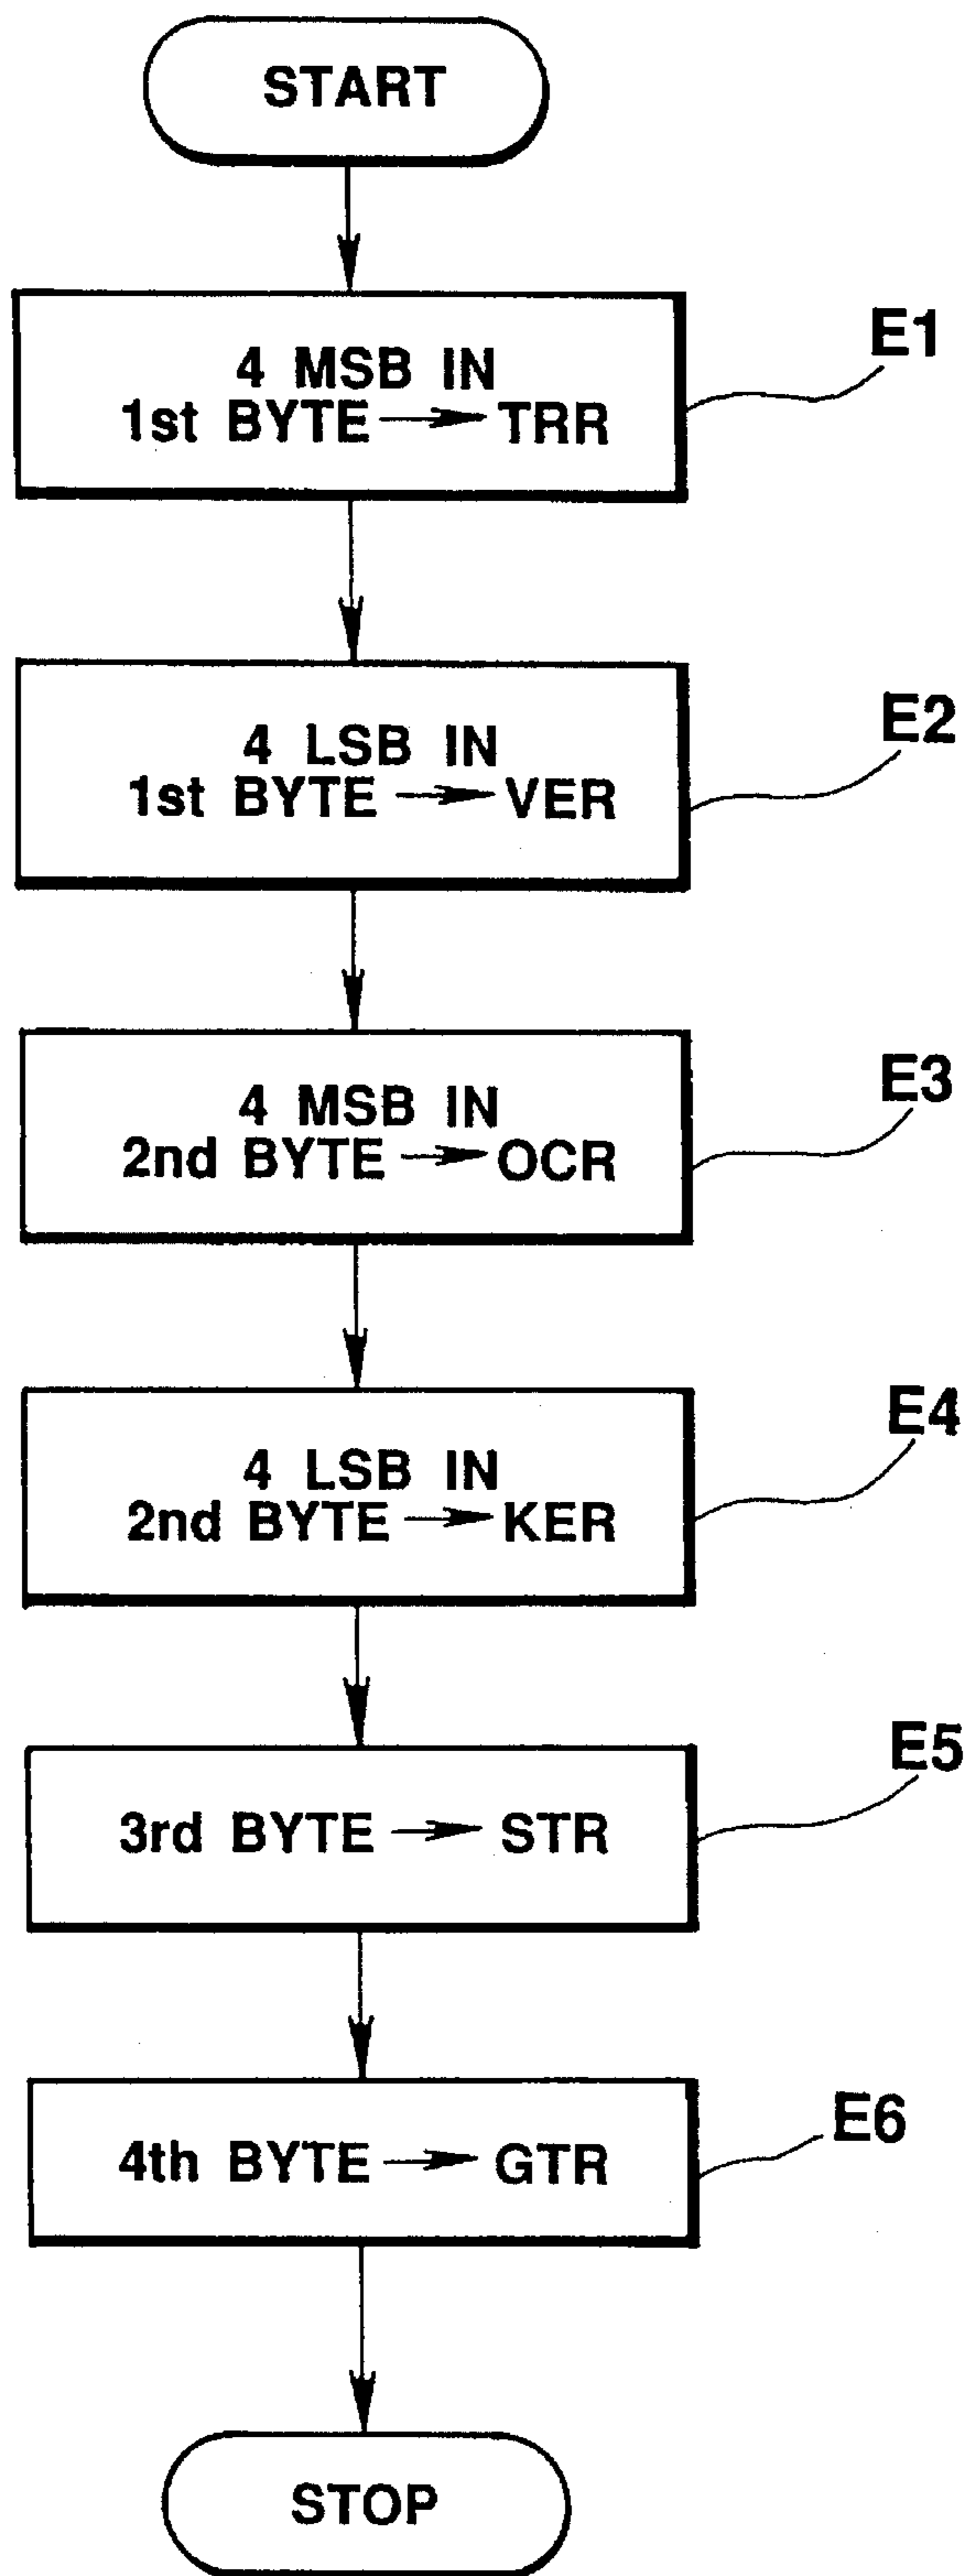 START
4 MSB IN
1st BYTE → TRR
E1
4 LSB IN
1st BYTE → VER
E2
4 MSB IN
2nd BYTE → OCR
E3
4 LSB IN
2nd BYTE → KER
E4
3rd BYTE → STR
E5
4th BYTE → GTR
E6
STOP